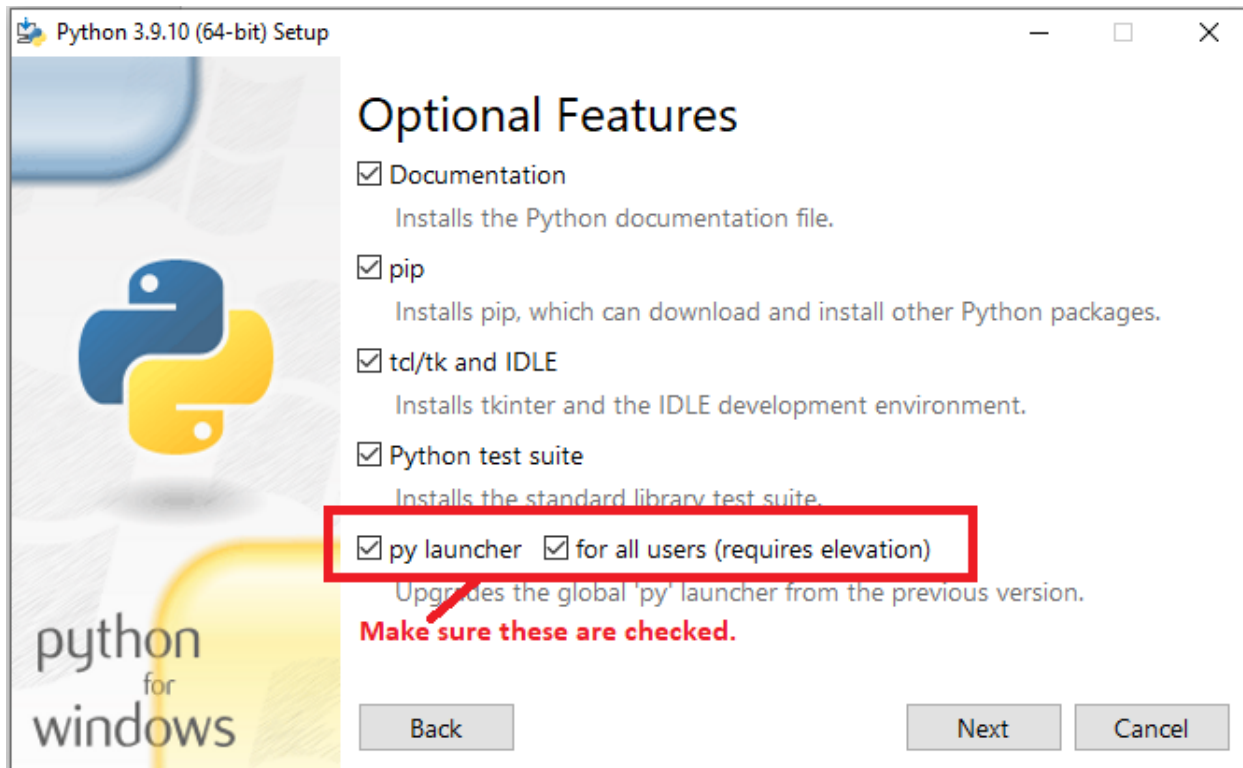 Python 3.9.10 (64-bit) Setup
Optional Features
Documentation
Installs the Python documentation file.
pip
Installs pip, which can download and install other Python packages.
tcl/tk and IDLE
Installs tkinter and the IDLE development environment.
Python test suite
Installs the standard library test suite.
py launcher for all users (requires elevation)
Upgrades the global 'py' launcher from the previous version.
Make sure these are checked.
python
for
windows
Back Next Cancel